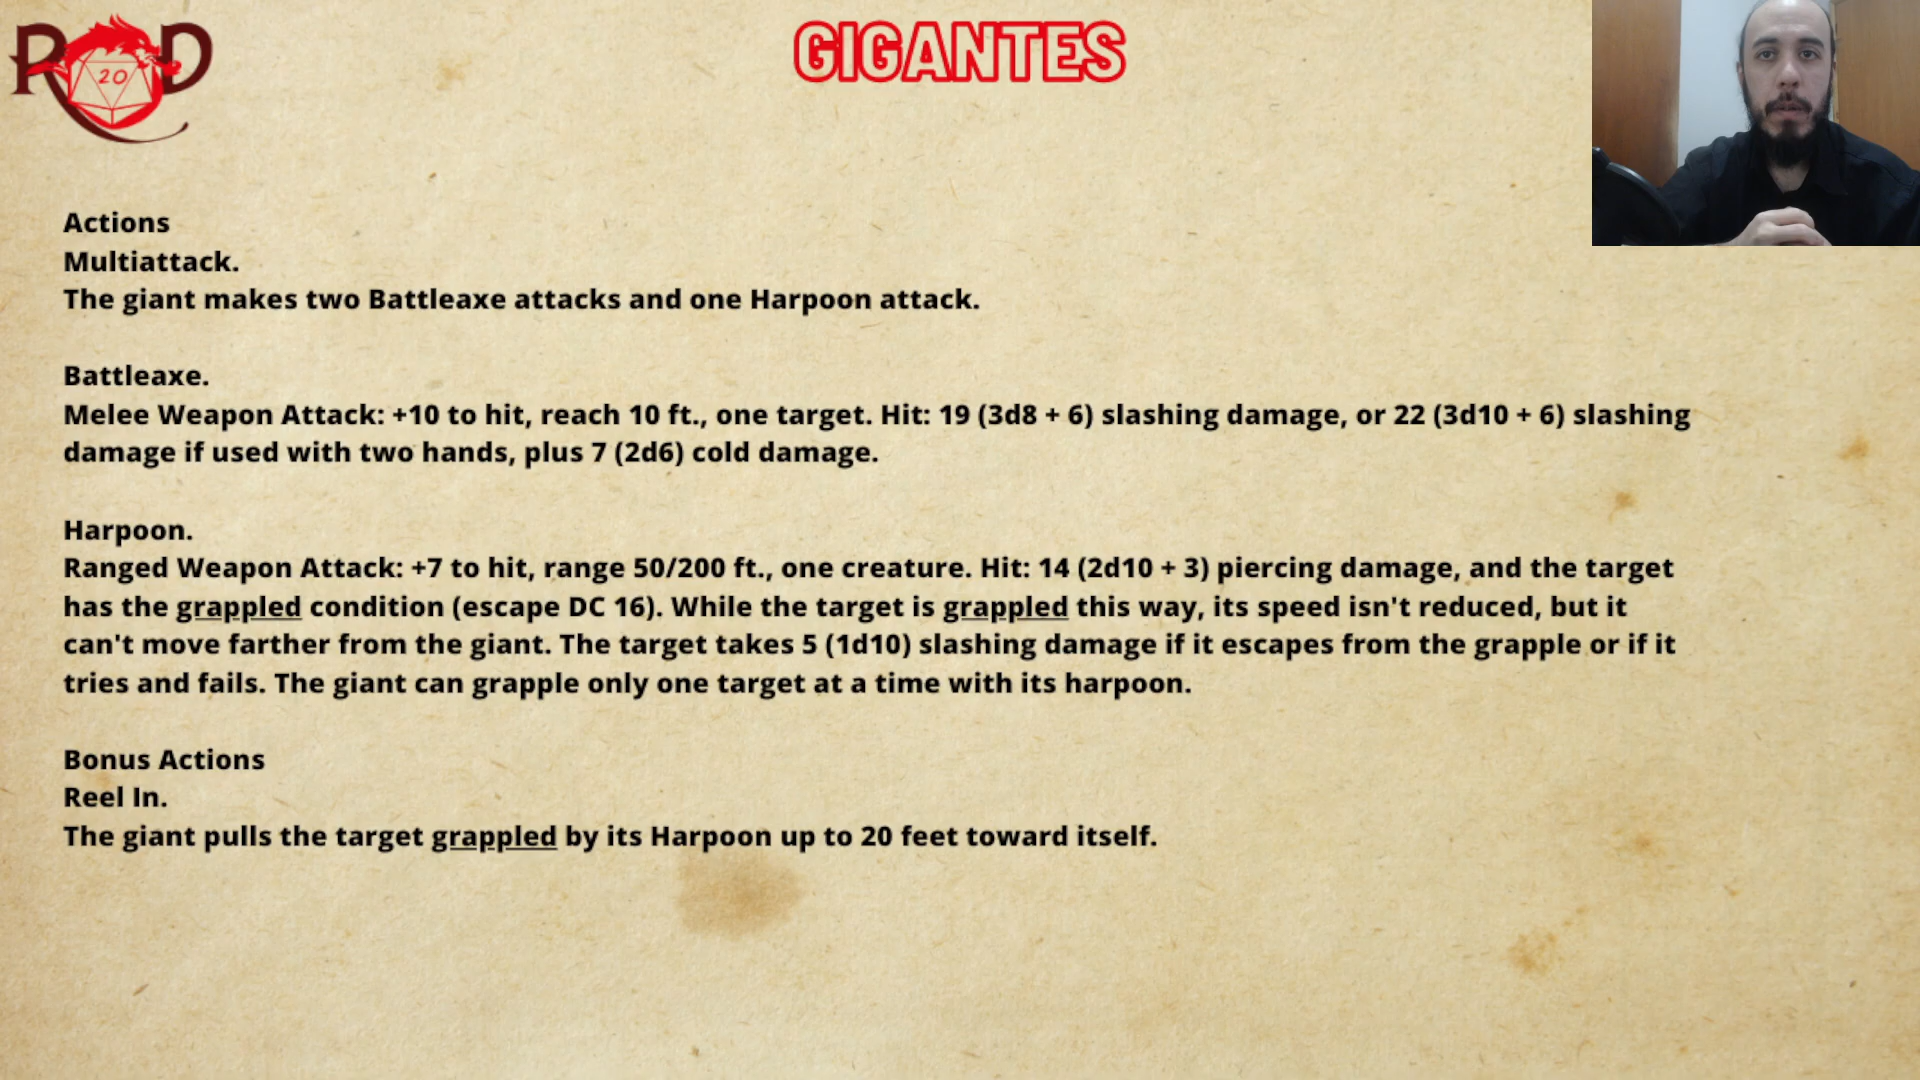 R D
20
GIGANTES
Actions
Multiattack.
The giant makes two Battleaxe attacks and one Harpoon attack.
Battleaxe.
Melee Weapon Attack: +10 to hit, reach 10 ft., one target. Hit: 19 (3d8 + 6) slashing damage, or 22 (3d10 + 6) slashing
damage if used with two hands, plus 7 (2d6) cold damage.
Harpoon.
Ranged Weapon Attack: +7 to hit, range 50/200 ft., one creature. Hit: 14 (2d10 + 3) piercing damage, and the target
has the grappled condition (escape DC 16). While the target is grappled this way, its speed isn't reduced, but it
can't move farther from the giant. The target takes 5 (1d10) slashing damage if it escapes from the grapple or if it
tries and fails. The giant can grapple only one target at a time with its harpoon.
Bonus Actions
Reel In.
The giant pulls the target grappled by its Harpoon up to 20 feet toward itself.